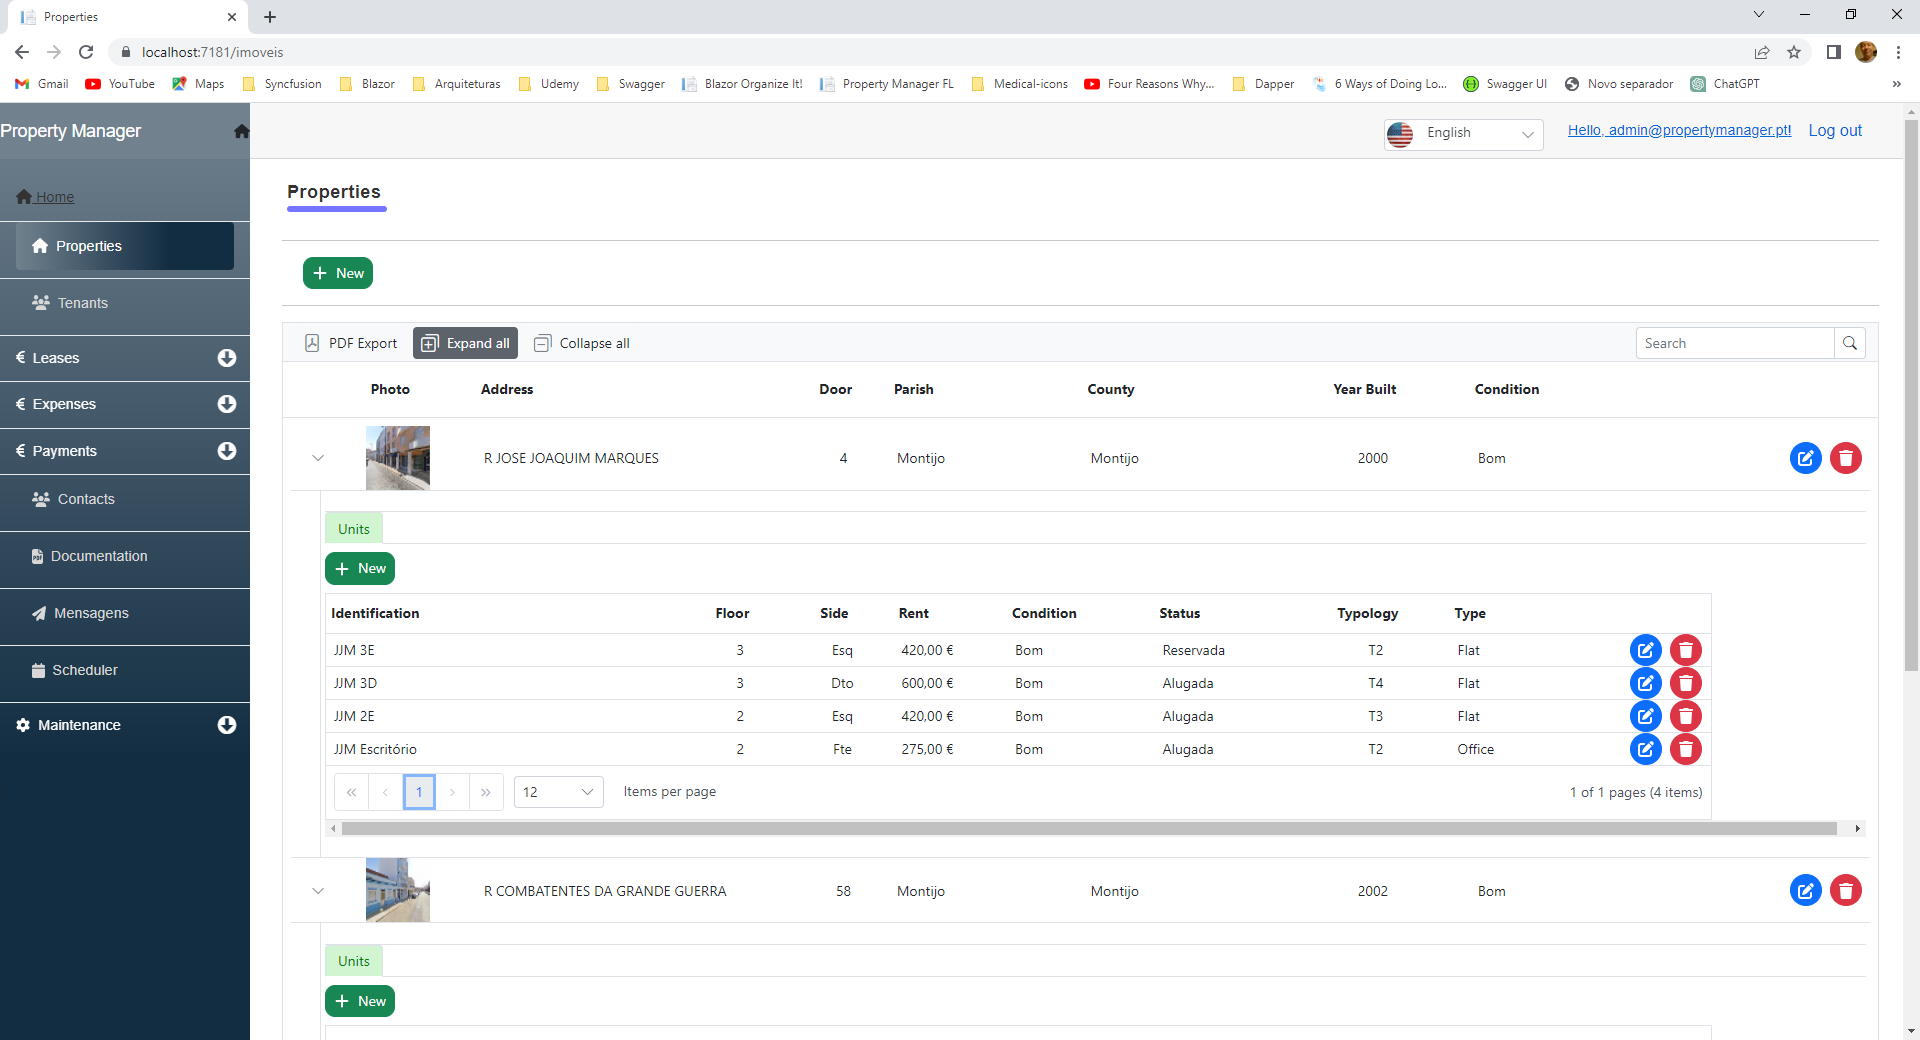 Properties
localhost:7181/imoveis
Gmail YouTube Maps Syncfusion Blazor Arquiteturas Udemy Swagger Blazor Organize It! Property Manager FL Medical-icons Four Reasons Why... Dapper 6 Ways of Doing Lo... Swagger UI Novo separador ChatGPT »
Property Manager
English
Hello, admin@propertymanager.pt! Log out
Home
Properties
Tenants
€ Leases
€ Expenses
€ Payments
Contacts
Documentation
Mensagens
Scheduler
Maintenance
Properties
+ New
PDF Export Expand all Collapse all Search
Photo Address Door Parish County Year Built Condition
R JOSE JOAQUIM MARQUES 4 Montijo Montijo 2000 Bom
Units
+ New
Identification Floor Side Rent Condition Status Typology Type
JJM 3E 3 Esq 420,00 € Bom Reservada T2 Flat
JJM 3D 3 Dto 600,00 € Bom Alugada T4 Flat
JJM 2E 2 Esq 420,00 € Bom Alugada T3 Flat
JJM Escritório 2 Fte 275,00 € Bom Alugada T2 Office
« ‹ 1 › » 12 Items per page 1 of 1 pages (4 items)
R COMBATENTES DA GRANDE GUERRA 58 Montijo Montijo 2002 Bom
Units
+ New